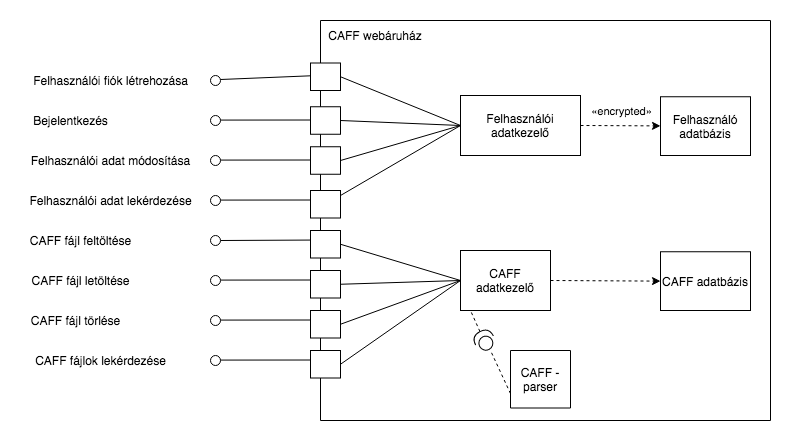 CAFF webáruház
Felhasználói fiók létrehozása
Bejelentkezés
Felhasználói adat módosítása
Felhasználói adat lekérdezése
CAFF fájl feltöltése
CAFF fájl letöltése
CAFF fájl törlése
CAFF fájlok lekérdezése
Felhasználói
adatkezelő
«encrypted»
Felhasználó
adatbázis
CAFF
adatkezelő
CAFF adatbázis
CAFF -
parser